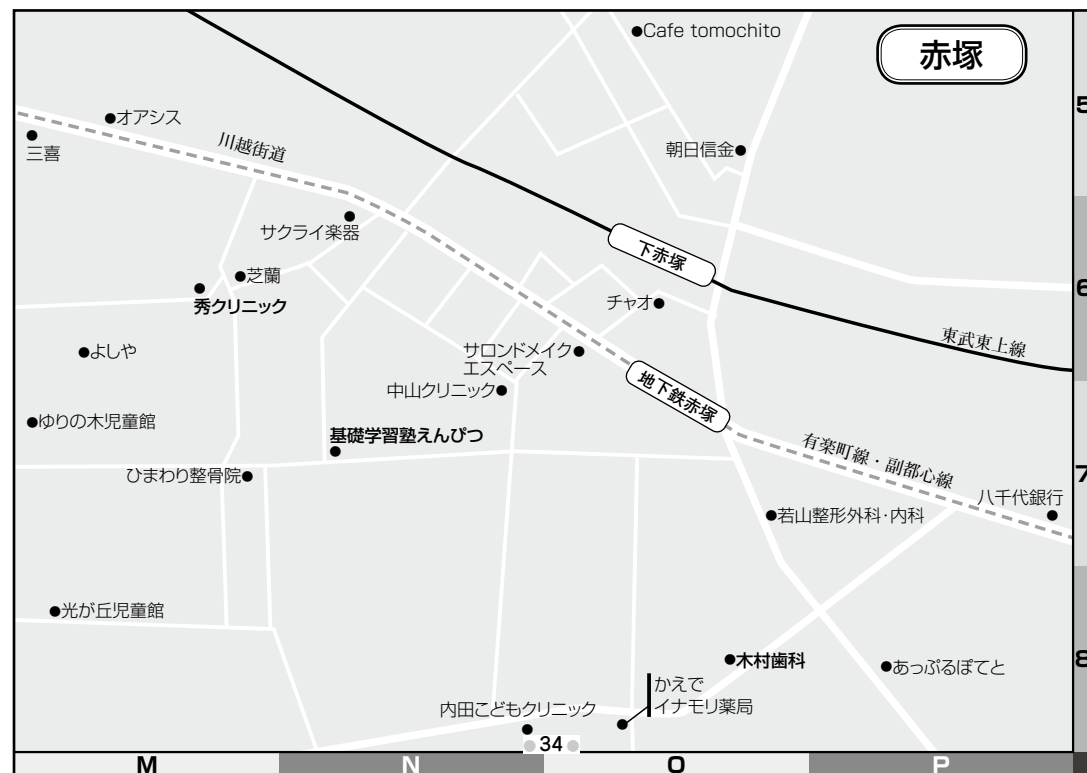 Cafe tomochito
赤塚
5
オアシス
三喜
川越街道
朝日信金
サクライ楽器
下赤塚
芝蘭
6
秀クリニック
チャオ
東武東上線
よしや
サロンドメイク
エスペース
地下鉄赤塚
中山クリニック
ゆりの木児童館
基礎学習塾えんぴつ
有楽町線・副都心線
ひまわり整骨院
7
八千代銀行
若山整形外科・内科
光が丘児童館
木村歯科
8
あっぷるぽてと
かえで
イナモリ薬局
内田こどもクリニック
34
M
N
O
P